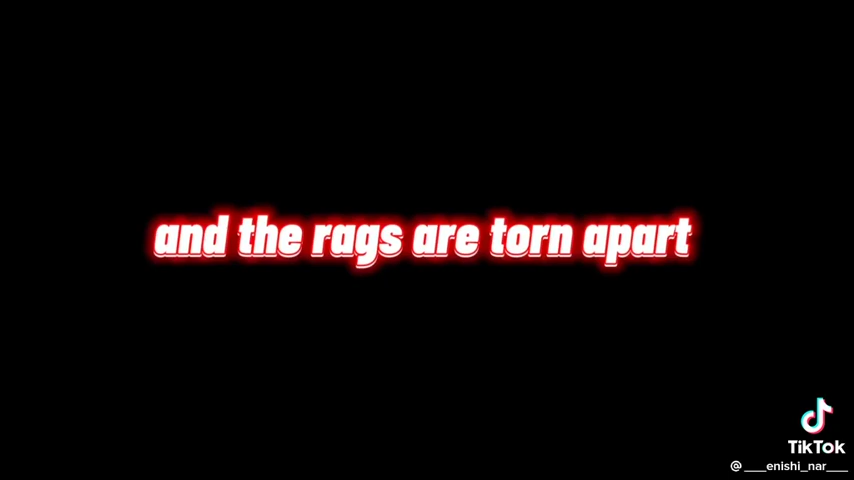 and the rags are torn apart
TikTok
@___enishi_nar___